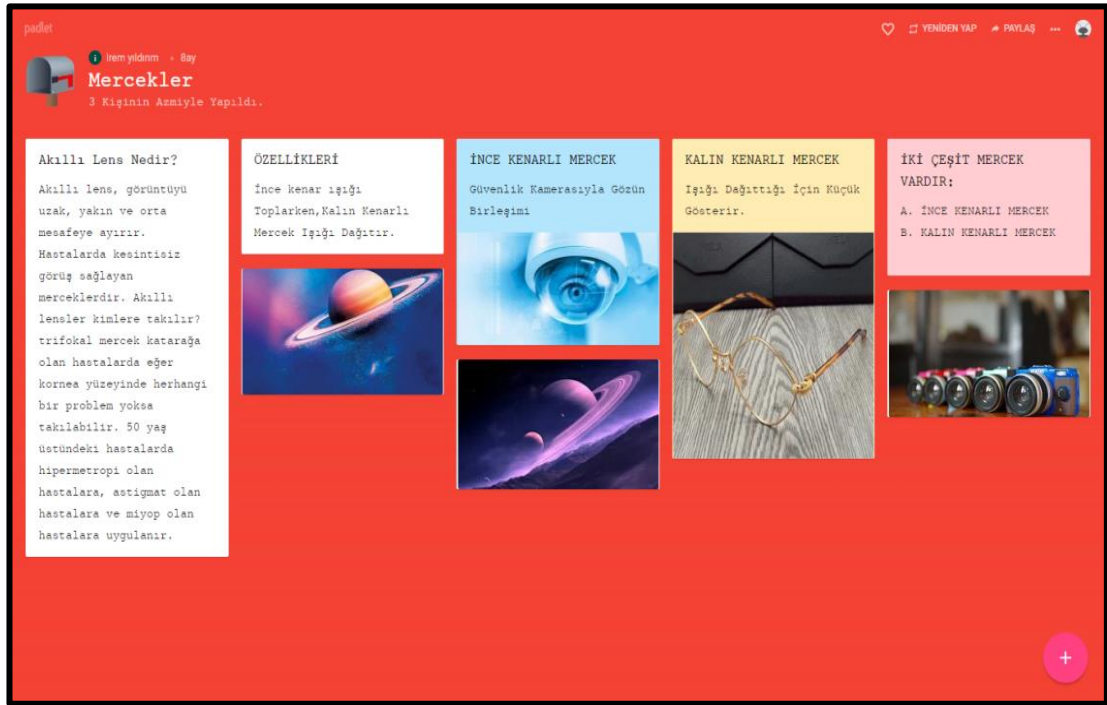 padlet
YENİDEN YAP
PAYLAŞ
İrem yıldırım • 8ay
Mercekler
3 Kişinin Azmiyle Yapıldı.
Akıllı Lens Nedir?
Akıllı lens, görüntüyü
uzak, yakın ve orta
mesafeye ayırır.
Hastalarda kesintisiz
görüş sağlayan
merceklerdir. Akıllı
lensler kimlere takılır?
trifokal mercek katarağa
olan hastalarda eğer
kornea yüzeyinde herhangi
bir problem yoksa
takılabilir. 50 yaş
üstündeki hastalarda
hipermetropi olan
hastalara, astigmat olan
hastalara ve miyop olan
hastalara uygulanır.
ÖZELLİKLERİ
İnce kenar ışığı
Toplarken,Kalın Kenarlı
Mercek Işığı Dağıtır.
İNCE KENARLI MERCEK
Güvenlik Kamerasıyla Gözün
Birleşimi
KALIN KENARLI MERCEK
Işığı Dağıttığı İçin Küçük
Gösterir.
İKİ ÇEŞİT MERCEK
VARDIR:
A. İNCE KENARLI MERCEK
B. KALIN KENARLI MERCEK